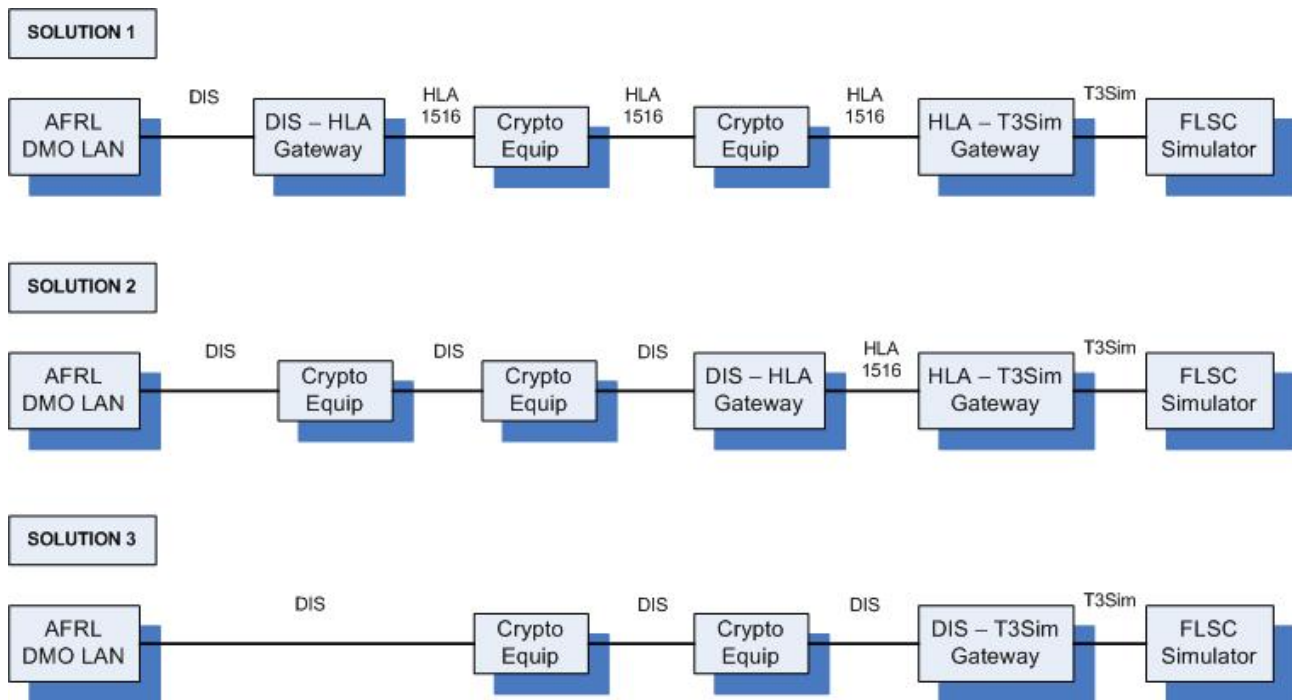 SOLUTION 1
DIS
HLA
1516
HLA
1516
HLA
1516
T3Sim
AFRL
DMO LAN
DIS – HLA
Gateway
Crypto
Equip
Crypto
Equip
HLA – T3Sim
Gateway
FLSC
Simulator
SOLUTION 2
DIS
DIS
DIS
HLA
1516
T3Sim
AFRL
DMO LAN
Crypto
Equip
Crypto
Equip
DIS – HLA
Gateway
HLA – T3Sim
Gateway
FLSC
Simulator
SOLUTION 3
DIS
DIS
DIS
T3Sim
AFRL
DMO LAN
Crypto
Equip
Crypto
Equip
DIS – T3Sim
Gateway
FLSC
Simulator